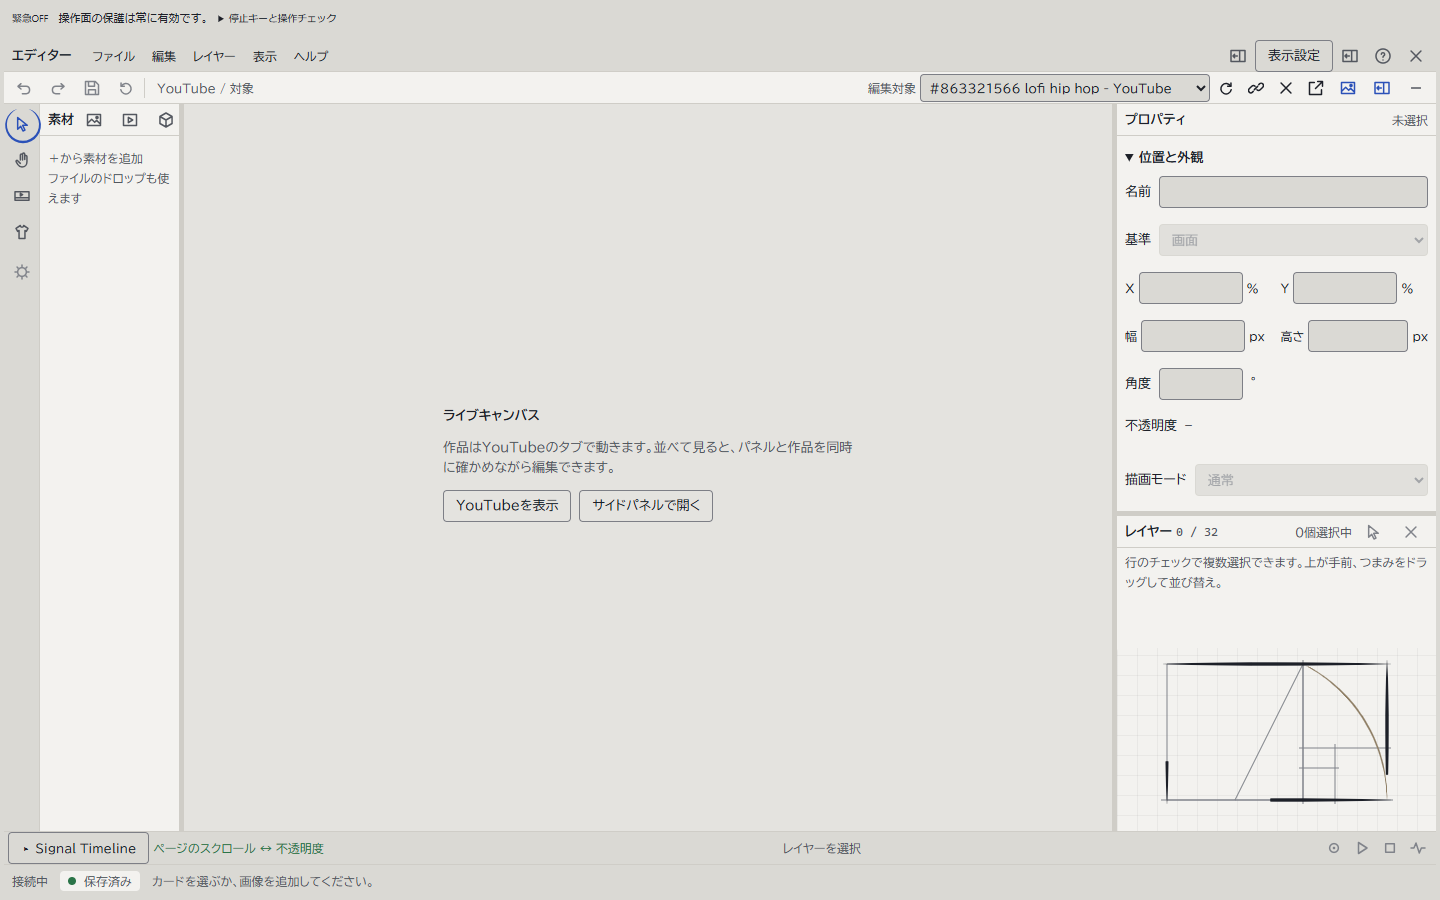 緊急OFF 操作面の保護は常に有効です。 ▶ 停止キーと操作チェック
エディター ファイル 編集 レイヤー 表示 ヘルプ 表示設定
YouTube / 対象 編集対象 #863321566 lofi hip hop - YouTube
素材
＋から素材を追加
ファイルのドロップも使
えます
ライブキャンバス
作品はYouTubeのタブで動きます。並べて見ると、パネルと作品を同時
に確かめながら編集できます。
YouTubeを表示 サイドパネルで開く
プロパティ 未選択
▼ 位置と外観
名前
基準 画面
X % Y %
幅 px 高さ px
角度 °
不透明度 –
描画モード 通常
レイヤー 0 / 32 0個選択中
行のチェックで複数選択できます。上が手前、つまみをドラ
ッグして並び替え。
▸ Signal Timeline ページのスクロール ↔ 不透明度 レイヤーを選択
接続中 ● 保存済み カードを選ぶか、画像を追加してください。